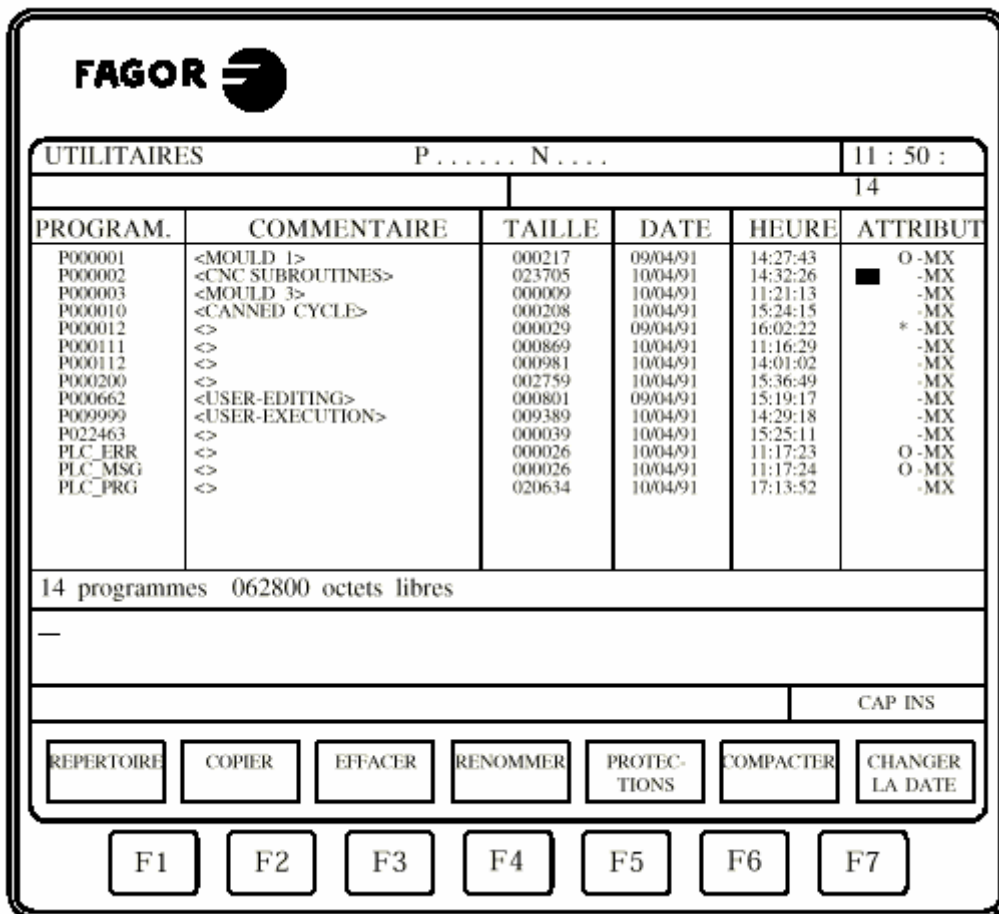 FAGOR
UTILITAIRES P . . . . . . N . . . . 11 : 50 :
14
PROGRAM. COMMENTAIRE TAILLE DATE HEURE ATTRIBUT
P000001 <MOULD 1> 000217 09/04/91 14:27:43 O -MX
P000002 <CNC SUBROUTINES> 023705 10/04/91 14:32:26 -MX
P000003 <MOULD 3> 000009 10/04/91 11:21:13 -MX
P000010 <CANNED CYCLE> 000208 10/04/91 15:24:15 -MX
P000012 <> 000029 09/04/91 16:02:22 * -MX
P000111 <> 000869 10/04/91 11:16:29 -MX
P000112 <> 000981 10/04/91 14:01:02 -MX
P000200 <> 002759 10/04/91 15:36:49 -MX
P000662 <USER-EDITING> 000801 09/04/91 15:19:17 -MX
P009999 <USER-EXECUTION> 009389 10/04/91 14:29:18 -MX
P022463 <> 000039 10/04/91 15:25:11 -MX
PLC_ERR <> 000026 10/04/91 11:17:23 O -MX
PLC_MSG <> 000026 10/04/91 11:17:24 O -MX
PLC_PRG <> 020634 10/04/91 17:13:52 -MX
14 programmes 062800 octets libres
CAP INS
REPERTOIRE COPIER EFFACER RENOMMER PROTEC- COMPACTER CHANGER
TIONS LA DATE
F1 F2 F3 F4 F5 F6 F7